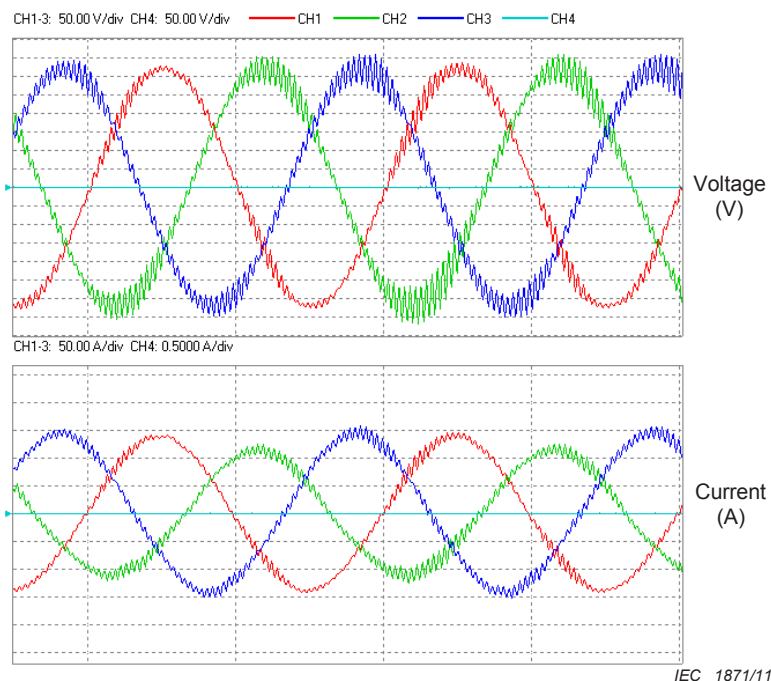 CH1-3: 50.00 V/div CH4: 50.00 V/div CH1 CH2 CH3 CH4
Voltage
(V)
CH1-3: 50.00 A/div CH4: 0.5000 A/div
Current
(A)
IEC 1871/11